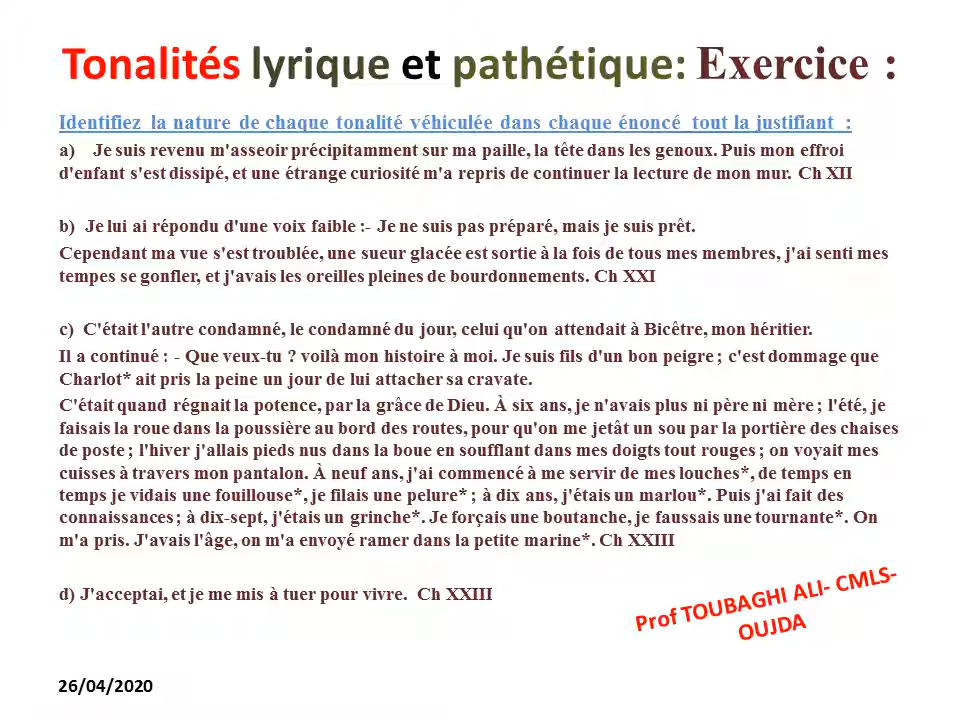 Tonalités lyrique et pathétique: Exercice :
Identifiez la nature de chaque tonalité véhiculée dans chaque énoncé tout la justifiant :
a) Je suis revenu m'asseoir précipitamment sur ma paille, la tête dans les genoux. Puis mon effroi
d'enfant s'est dissipé, et une étrange curiosité m'a repris de continuer la lecture de mon mur. Ch XII
b) Je lui ai répondu d'une voix faible :- Je ne suis pas préparé, mais je suis prêt.
Cependant ma vue s'est troublée, une sueur glacée est sortie à la fois de tous mes membres, j'ai senti mes
tempes se gonfler, et j'avais les oreilles pleines de bourdonnements. Ch XXI
c) C'était l'autre condamné, le condamné du jour, celui qu'on attendait à Bicêtre, mon héritier.
Il a continué : - Que veux-tu ? voilà mon histoire à moi. Je suis fils d'un bon peigre ; c'est dommage que
Charlot* ait pris la peine un jour de lui attacher sa cravate.
C'était quand régnait la potence, par la grâce de Dieu. À six ans, je n'avais plus ni père ni mère ; l'été, je
faisais la roue dans la poussière au bord des routes, pour qu'on me jetât un sou par la portière des chaises
de poste ; l'hiver j'allais pieds nus dans la boue en soufflant dans mes doigts tout rouges ; on voyait mes
cuisses à travers mon pantalon. À neuf ans, j'ai commencé à me servir de mes louches*, de temps en
temps je vidais une fouillouse*, je filais une pelure* ; à dix ans, j'étais un marlou*. Puis j'ai fait des
connaissances ; à dix-sept, j'étais un grinche*. Je forçais une boutanche, je faussais une tournante*. On
m'a pris. J'avais l'âge, on m'a envoyé ramer dans la petite marine*. Ch XXIII
d) J'acceptai, et je me mis à tuer pour vivre. Ch XXIII
Prof TOUBAGHI ALI- CMLS-
OUJDA
26/04/2020